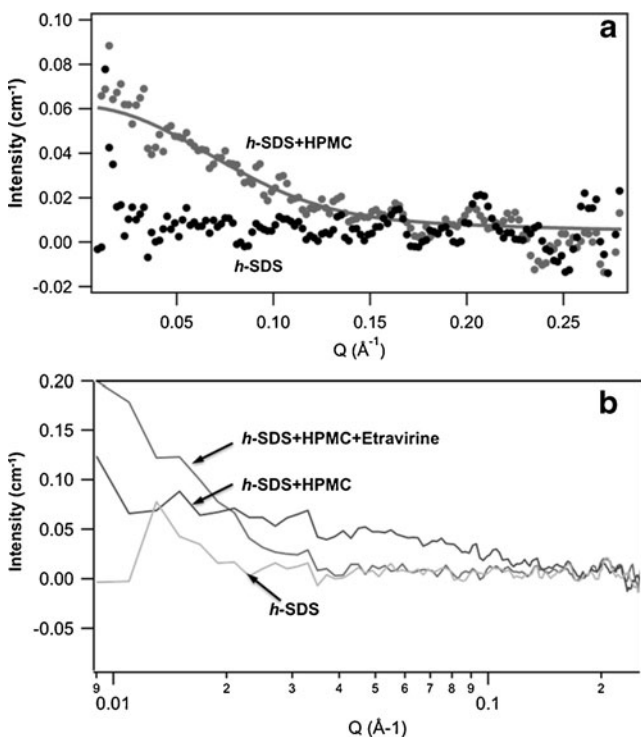 a
0.10
0.08
0.06
0.04
0.02
0.00
-0.02
Intensity (cm⁻¹)
h-SDS+HPMC
h-SDS
0.05 0.10 0.15 0.20 0.25
Q (Å⁻¹)
b
0.20
0.15
0.10
0.05
0.00
-0.05
Intensity (cm⁻¹)
h-SDS+HPMC+Etravirine
h-SDS+HPMC
h-SDS
9 2 3 4 5 6 7 8 9 2
0.01 0.1
Q (Å-1)